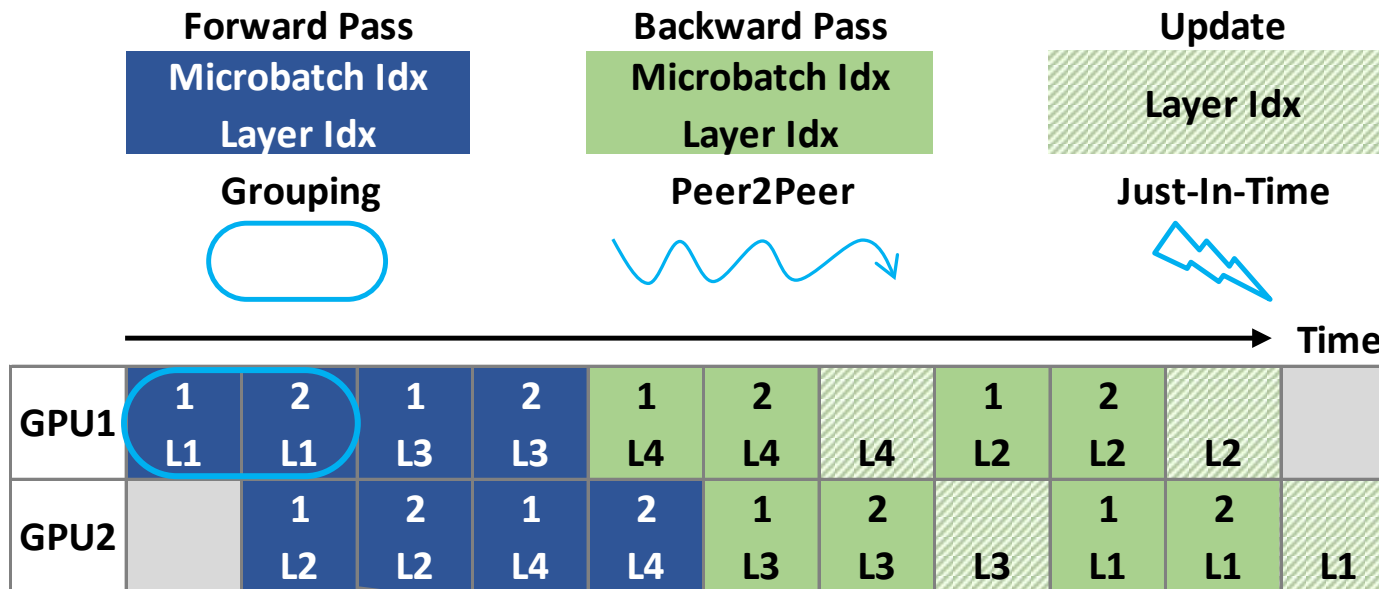 Forward Pass
Backward Pass
Update
Microbatch Idx
Layer Idx
Microbatch Idx
Layer Idx
Layer Idx
Grouping
Peer2Peer
Just-In-Time
Time
GPU1
1 2 1 2 1 2 1 2
L1 L1 L3 L3 L4 L4 L4 L2 L2 L2
GPU2
1 2 1 2 1 2 1 2
L2 L2 L4 L4 L3 L3 L3 L1 L1 L1